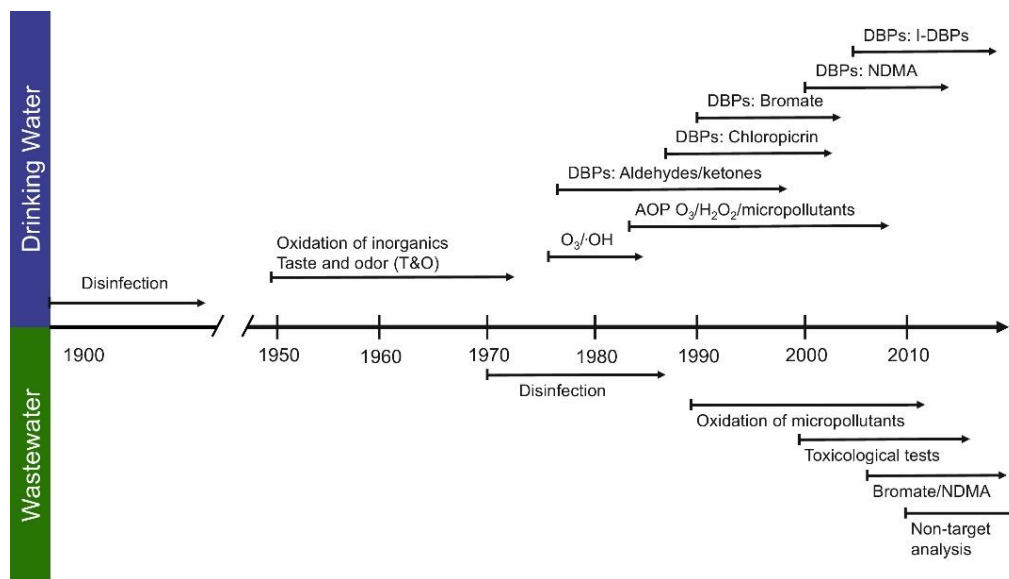 Drinking Water
DBPs: I-DBPs
DBPs: NDMA
DBPs: Bromate
DBPs: Chloropicrin
DBPs: Aldehydes/ketones
AOP O₃/H₂O₂/micropollutants
O₃/·OH
Oxidation of inorganics
Taste and odor (T&O)
Disinfection
1900 1950 1960 1970 1980 1990 2000 2010
Wastewater
Disinfection
Oxidation of micropollutants
Toxicological tests
Bromate/NDMA
Non-target
analysis